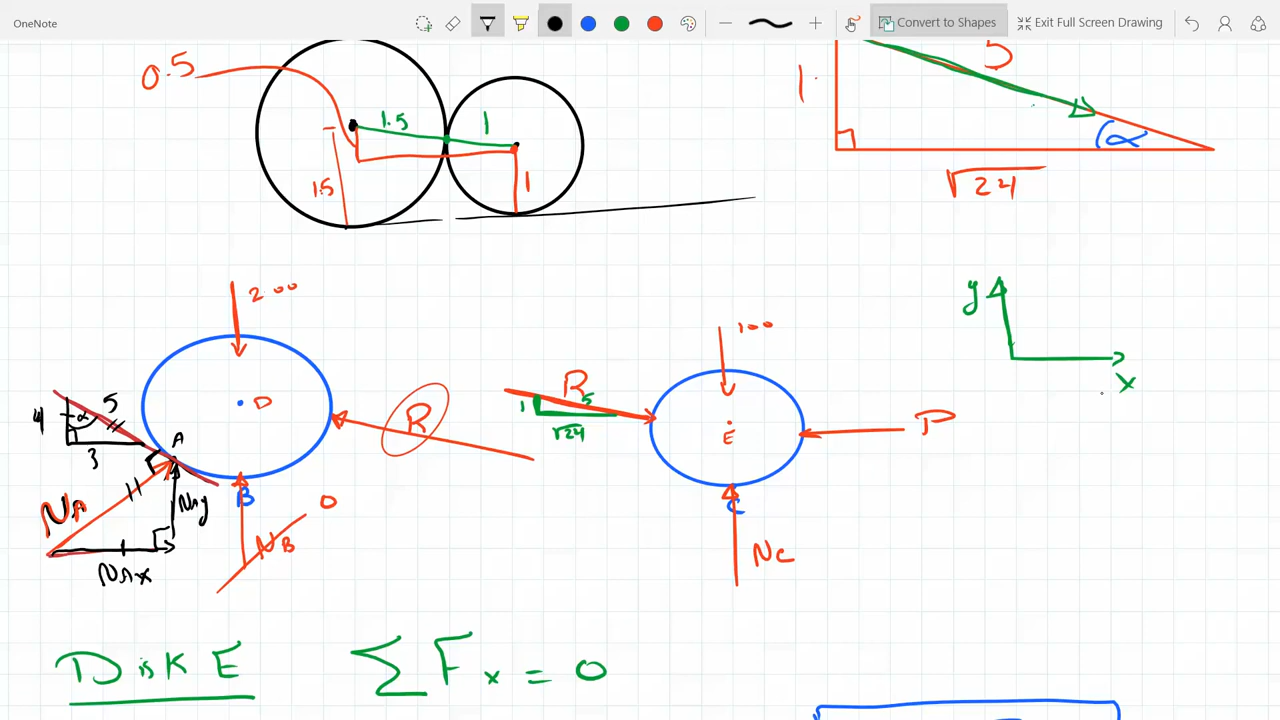 OneNote
Convert to Shapes
Exit Full Screen Drawing
0.5
1.5
1
1.5
1
1
5
α
√24
200
D
R
4
α
5
3
A
NA
NAy
NAx
B
NB
0
100
R
1
5
√24
E
P
C
NC
y
x
Disk E
ΣFx = 0